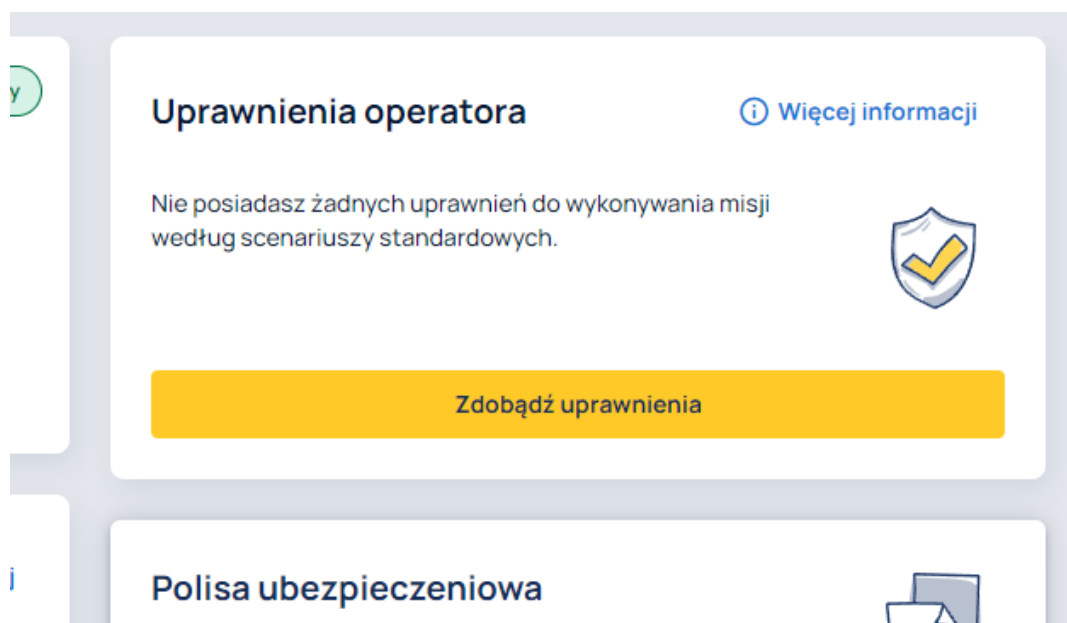 y
Uprawnienia operatora
Więcej informacji
Nie posiadasz żadnych uprawnień do wykonywania misji
według scenariuszy standardowych.
Zdobądź uprawnienia
j
Polisa ubezpieczeniowa